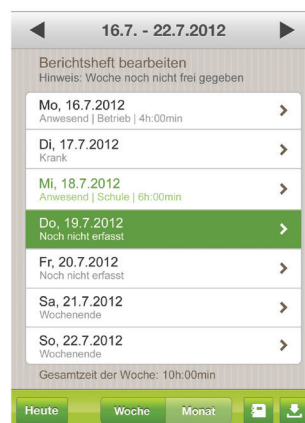 16.7. - 22.7.2012
Berichtsheft bearbeiten
Hinweis: Woche noch nicht frei gegeben
Mo, 16.7.2012
Anwesend | Betrieb | 4h:00min
Di, 17.7.2012
Krank
Mi, 18.7.2012
Anwesend | Schule | 6h:00min
Do, 19.7.2012
Noch nicht erfasst
Fr, 20.7.2012
Noch nicht erfasst
Sa, 21.7.2012
Wochenende
So, 22.7.2012
Wochenende
Gesamtzeit der Woche: 10h:00min
Heute Woche Monat